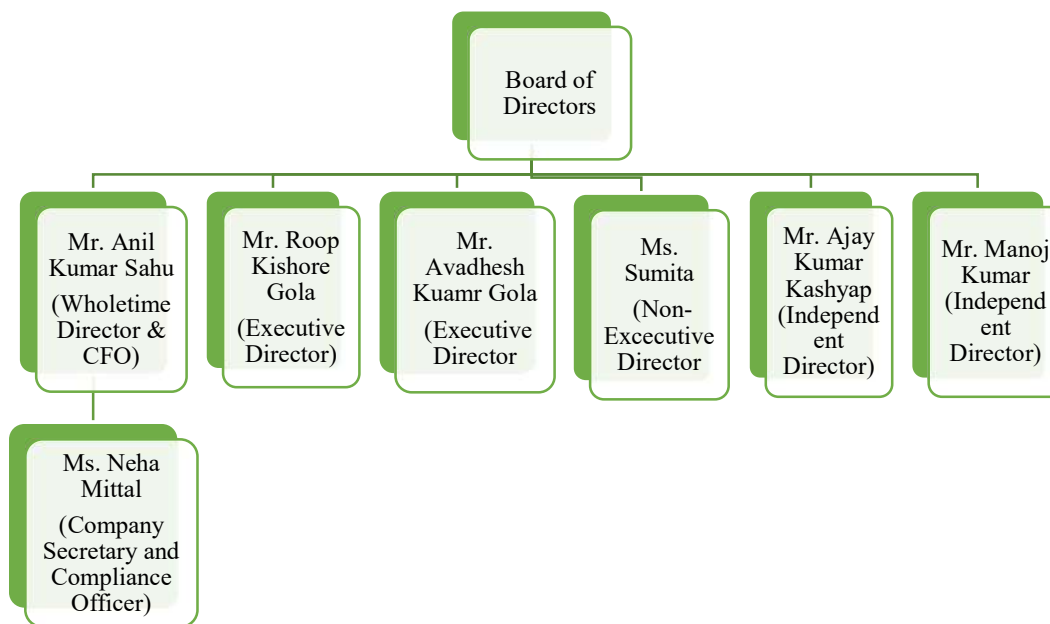 Board of
Directors
Mr. Anil
Kumar Sahu
(Wholetime
Director &
CFO)
Mr. Roop
Kishore
Gola
(Executive
Director)
Mr.
Avadhesh
Kuamr Gola
(Executive
Director
Ms.
Sumita
(Non-
Excecutive
Director
Mr. Ajay
Kumar
Kashyap
(Independ
ent
Director)
Mr. Manoj
Kumar
(Independ
ent
Director)
Ms. Neha
Mittal
(Company
Secretary and
Compliance
Officer)